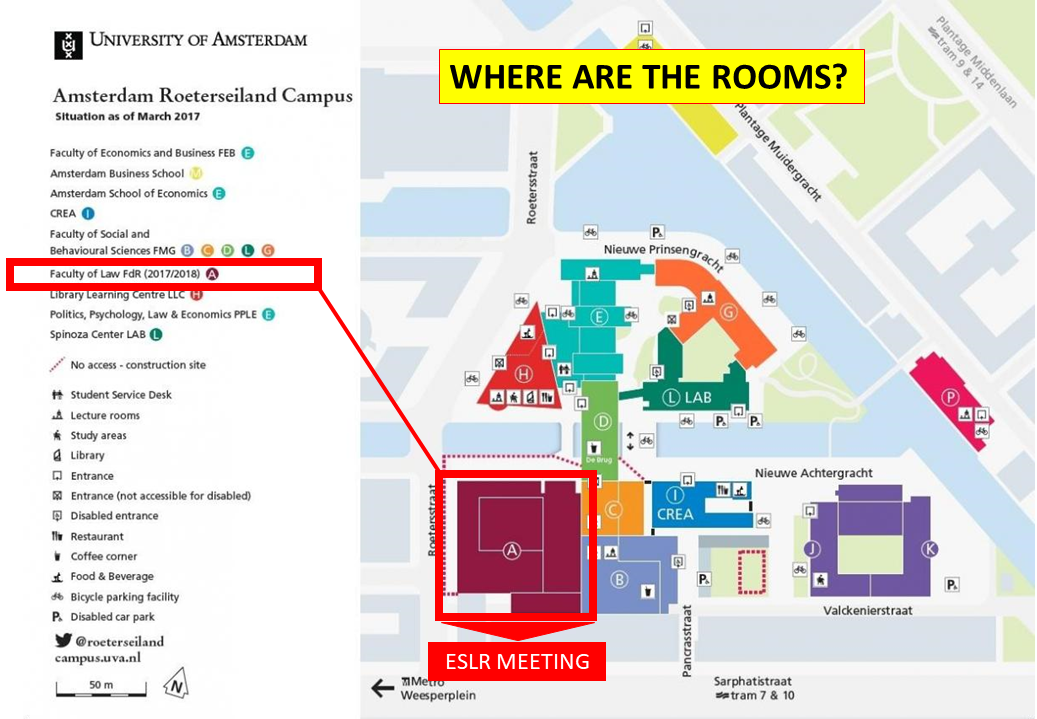 UNIVERSITY OF AMSTERDAM
WHERE ARE THE ROOMS?
Amsterdam Roeterseiland Campus
Situation as of March 2017
Faculty of Economics and Business FEB E
Amsterdam Business School M
Amsterdam School of Economics E
CREA I
Faculty of Social and
Behavioural Sciences FMG B C D L G
Faculty of Law FdR (2017/2018) A
Library Learning Centre LLC H
Politics, Psychology, Law & Economics PPLE E
Spinoza Center LAB L
No access - construction site
Student Service Desk
Lecture rooms
Study areas
Library
Entrance
Entrance (not accessible for disabled)
Disabled entrance
Restaurant
Coffee corner
Food & Beverage
Bicycle parking facility
P Disabled car park
@roeterseiland
campus.uva.nl
50 m
N
Plantage Middenlaan
tram 9 & 14
Plantage Muidergracht
Roetersstraat
P
Nieuwe Prinsengracht
E
G
H
L LAB
P
D
P
P
De Brug
Nieuwe Achtergracht
Roetersstraat
I
CREA
C
A
B
J
K
P
P
Valckenierstraat
Pancrasstraat
ESLR MEETING
Metro
Weesperplein
Sarphatistraat
tram 7 & 10